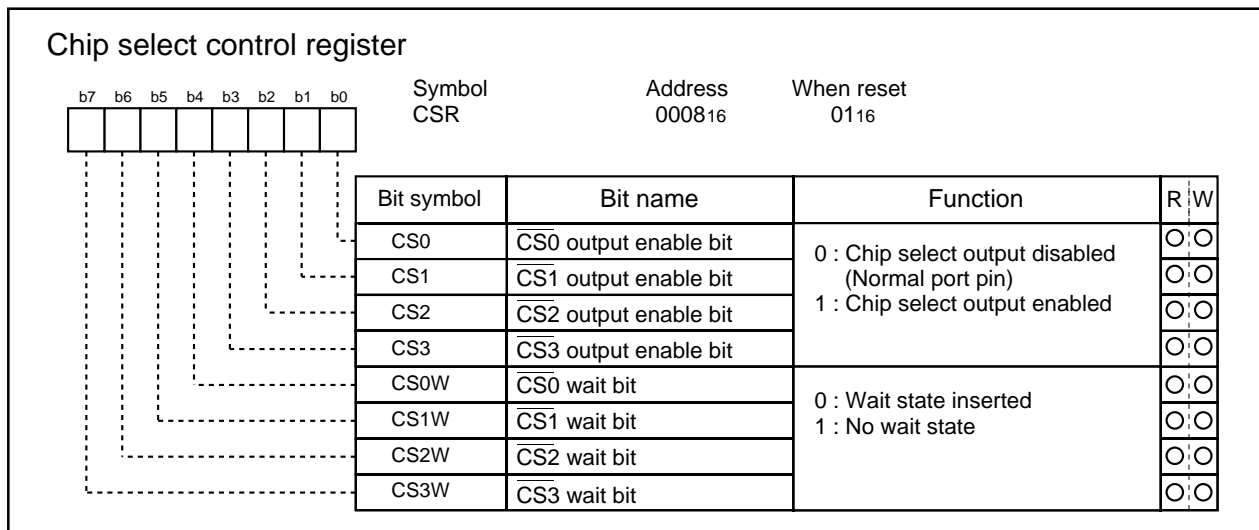 Chip select control register
Symbol Address When reset
b7 b6 b5 b4 b3 b2 b1 b0
CSR 000816 0116
Bit symbol Bit name Function R W
CS0 CS0 output enable bit
0 : Chip select output disabled
(Normal port pin)
1 : Chip select output enabled
CS1 CS1 output enable bit
CS2 CS2 output enable bit
CS3 CS3 output enable bit
CS0W CS0 wait bit
0 : Wait state inserted
1 : No wait state
CS1W CS1 wait bit
CS2W CS2 wait bit
CS3W CS3 wait bit